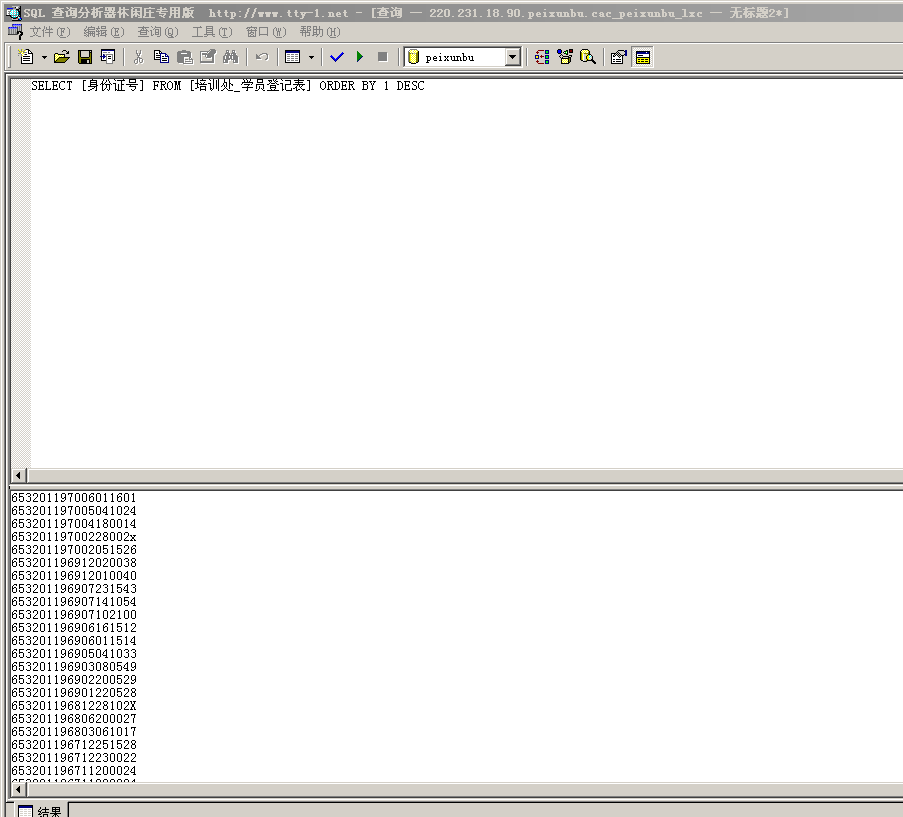 SQL 查询分析器休闲庄专用版 http://www.tty-1.net - [查询 — 220.231.18.90.peixunbu.cac_peixunbu_lxc — 无标题2*]
文件(F) 编辑(E) 查询(Q) 工具(T) 窗口(W) 帮助(H)
peixunbu
SELECT [身份证号] FROM [培训处_学员登记表] ORDER BY 1 DESC
653201197006011601
653201197005041024
653201197004180014
65320119700228002x
653201197002051526
653201196912020038
653201196912010040
653201196907231543
653201196907141054
653201196907102100
653201196906161512
653201196906011514
653201196905041033
653201196903080549
653201196902200529
653201196901220528
65320119681228102X
653201196806200027
653201196803061017
653201196712251528
653201196712230022
653201196711200024
结果